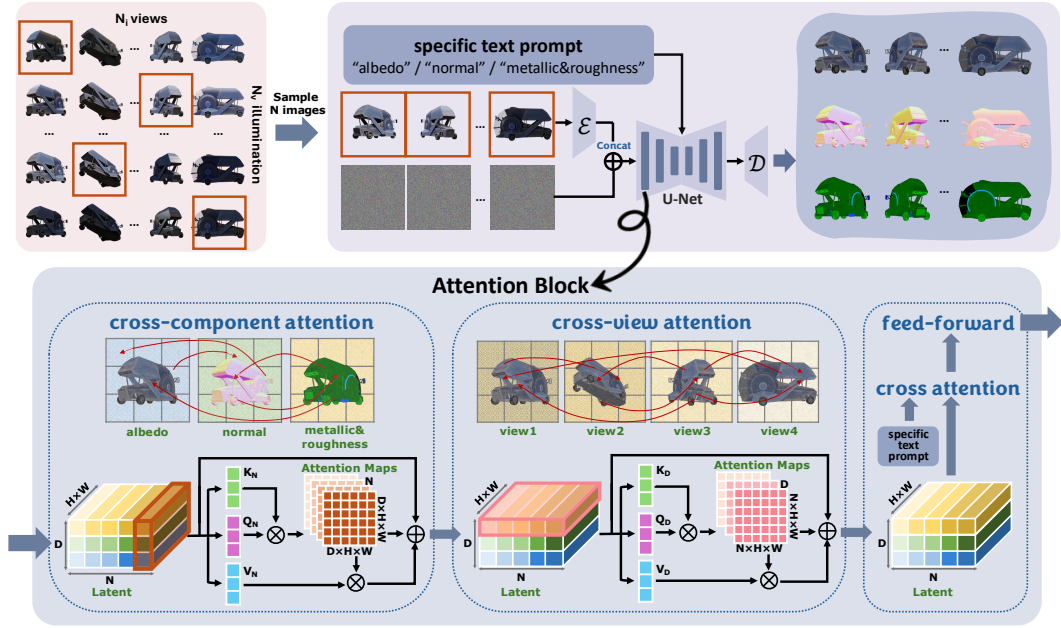 N_i views
N_v illumination
...
...
...
...
...
...
Sample
N images
specific text prompt
“albedo” / “normal” / “metallic&roughness”
...
...
ℰ
Concat
U-Net
𝒟
...
...
...
Attention Block
cross-component attention
albedo
normal
metallic&
roughness
H×W
D
N
Latent
K_N
Q_N
V_N
Attention Maps
N
D×H×W
D×H×W
cross-view attention
view1
view2
view3
view4
H×W
D
N
Latent
K_D
Q_D
V_D
Attention Maps
D
N×H×W
N×H×W
feed-forward
cross attention
specific
text
prompt
H×W
D
N
Latent